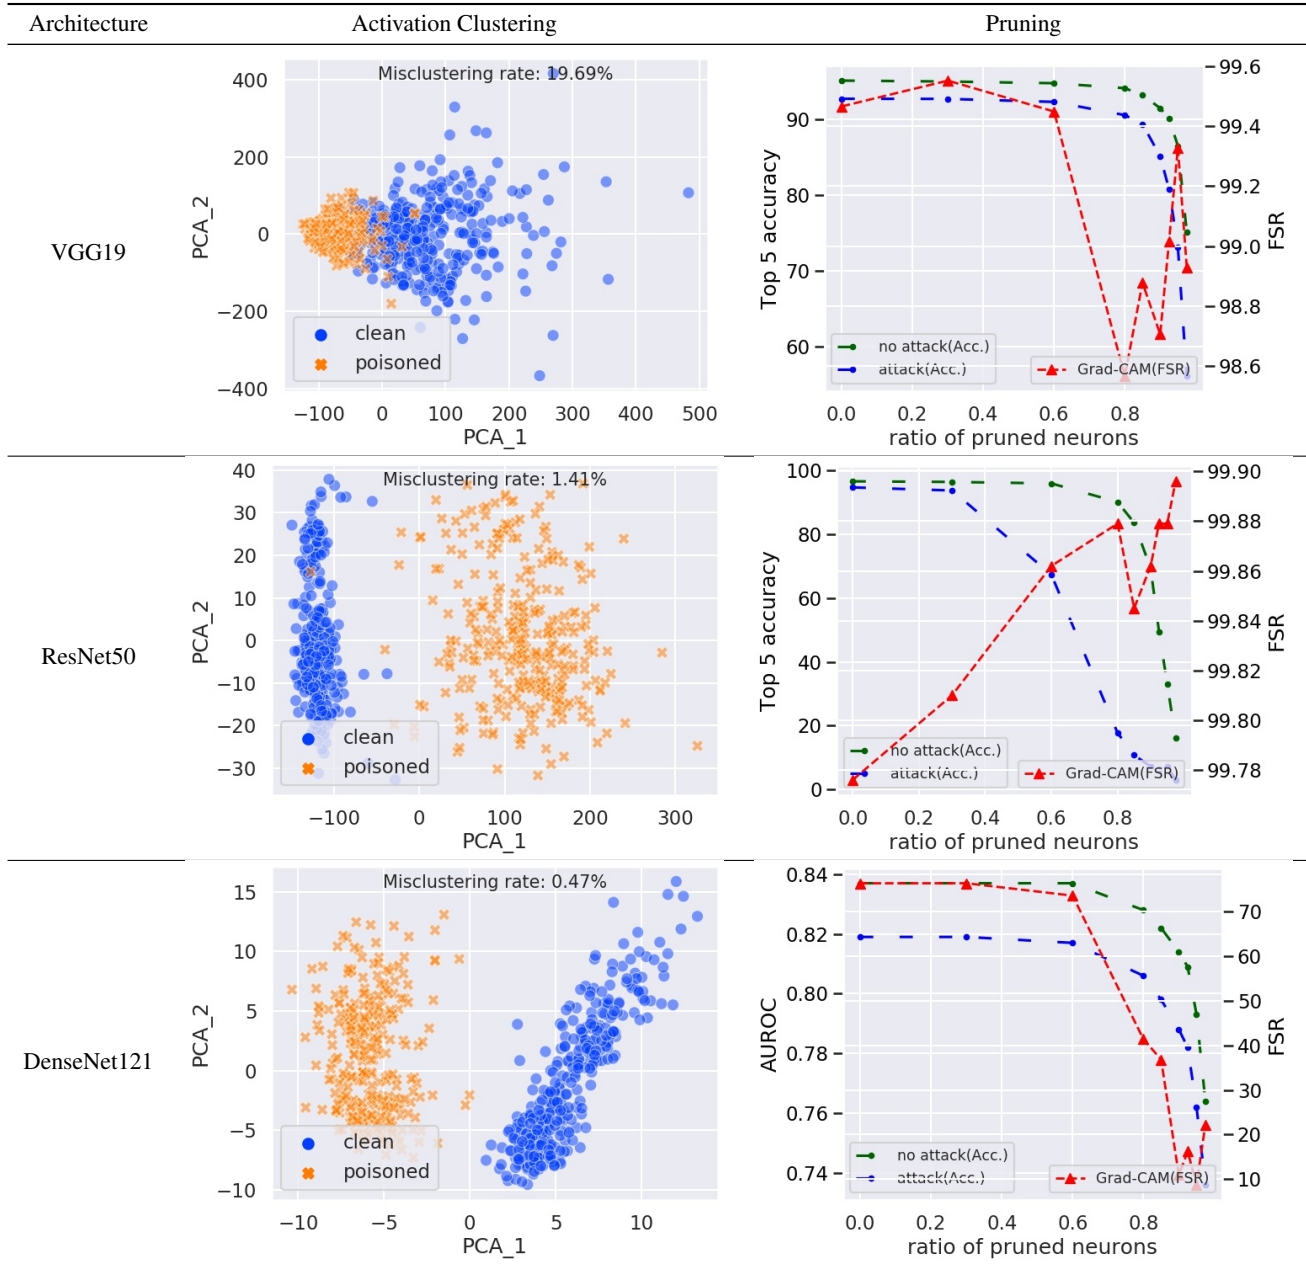 Architecture Activation Clustering Pruning
VGG19
Misclustering rate: 19.69%
400
200
0
−200
−400
PCA_2
−100 0 100 200 300 400 500
PCA_1
clean
poisoned
90
80
70
60
Top 5 accuracy
99.6
99.4
99.2
99.0
98.8
98.6
FSR
no attack(Acc.)
attack(Acc.)
Grad-CAM(FSR)
0.0 0.2 0.4 0.6 0.8
ratio of pruned neurons
ResNet50
Misclustering rate: 1.41%
40
30
20
10
0
−10
−20
−30
PCA_2
−100 0 100 200 300
PCA_1
clean
poisoned
100
80
60
40
20
0
Top 5 accuracy
99.90
99.88
99.86
99.84
99.82
99.80
99.78
FSR
no attack(Acc.)
attack(Acc.)
Grad-CAM(FSR)
0.0 0.2 0.4 0.6 0.8
ratio of pruned neurons
DenseNet121
Misclustering rate: 0.47%
15
10
5
0
−5
−10
PCA_2
−10 −5 0 5 10
PCA_1
clean
poisoned
0.84
0.82
0.80
0.78
0.76
0.74
AUROC
70
60
50
40
30
20
10
FSR
no attack(Acc.)
attack(Acc.)
Grad-CAM(FSR)
0.0 0.2 0.4 0.6 0.8
ratio of pruned neurons